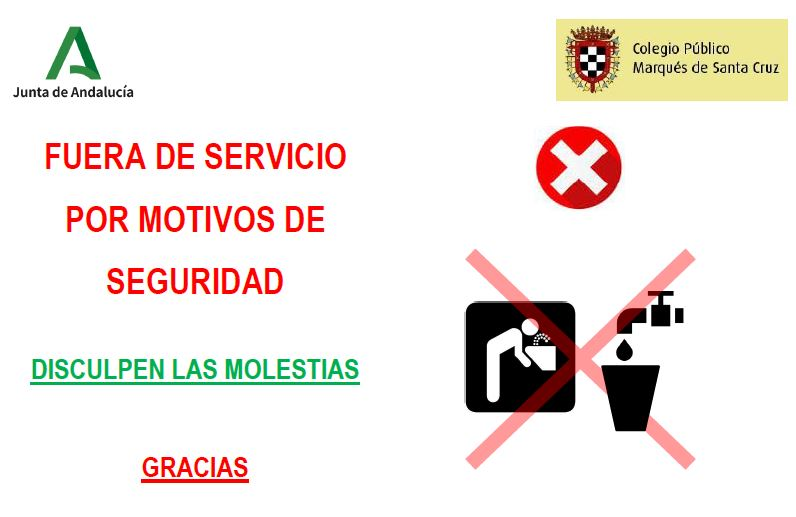 Junta de Andalucía
Colegio Público
Marqués de Santa Cruz
FUERA DE SERVICIO
POR MOTIVOS DE
SEGURIDAD
DISCULPEN LAS MOLESTIAS
GRACIAS